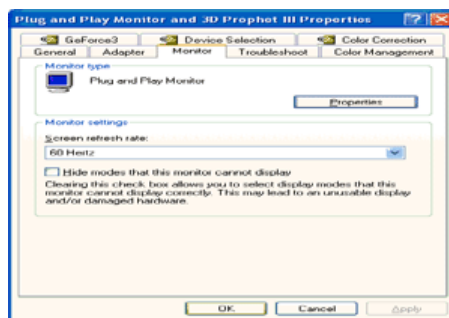 Plug and Play Monitor and 3D Prophet III Properties
GeForce3 Device Selection Color Correction
General Adapter Monitor Troubleshoot Color Management
Monitor type
Plug and Play Monitor
Properties
Monitor settings
Screen refresh rate:
60 Hertz
Hide modes that this monitor cannot display
Clearing this check box allows you to select display modes that this
monitor cannot display correctly. This may lead to an unusable display
and/or damaged hardware.
OK Cancel Apply